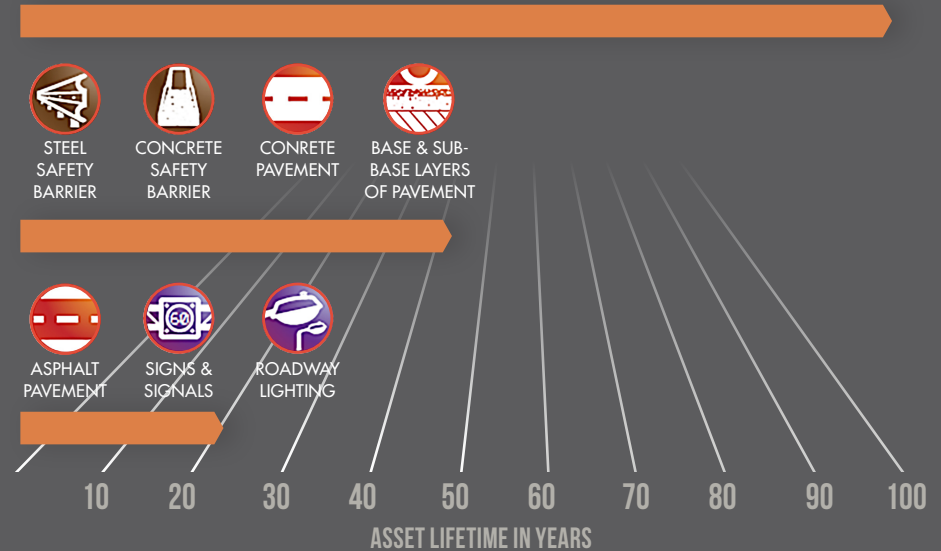 STEEL
SAFETY
BARRIER
CONCRETE
SAFETY
BARRIER
CONRETE
PAVEMENT
BASE & SUB-
BASE LAYERS
OF PAVEMENT
60
ASPHALT
PAVEMENT
SIGNS &
SIGNALS
ROADWAY
LIGHTING
10 20 30 40 50 60 70 80 90 100
ASSET LIFETIME IN YEARS